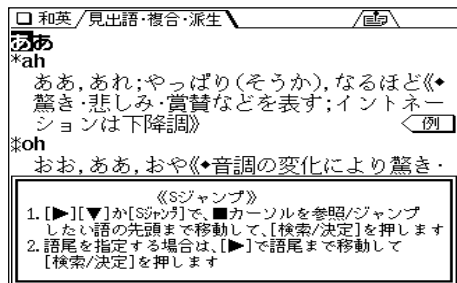 和英/見出語・複合・派生
ああ
*ah
ああ,あれ;やっぱり(そうか),なるほど《◆
驚き・悲しみ・賞賛などを表す;イントネー
ションは下降調》 例
*oh
おお,ああ,おや《◆音調の変化により驚き・
《Sジャンプ》
1.[▶][▼]か[Sジャンプ]で、■カーソルを参照/ジャンプ
したい語の先頭まで移動して、[検索/決定]を押します
2.語尾を指定する場合は、[▶]で語尾まで移動して
[検索/決定]を押します